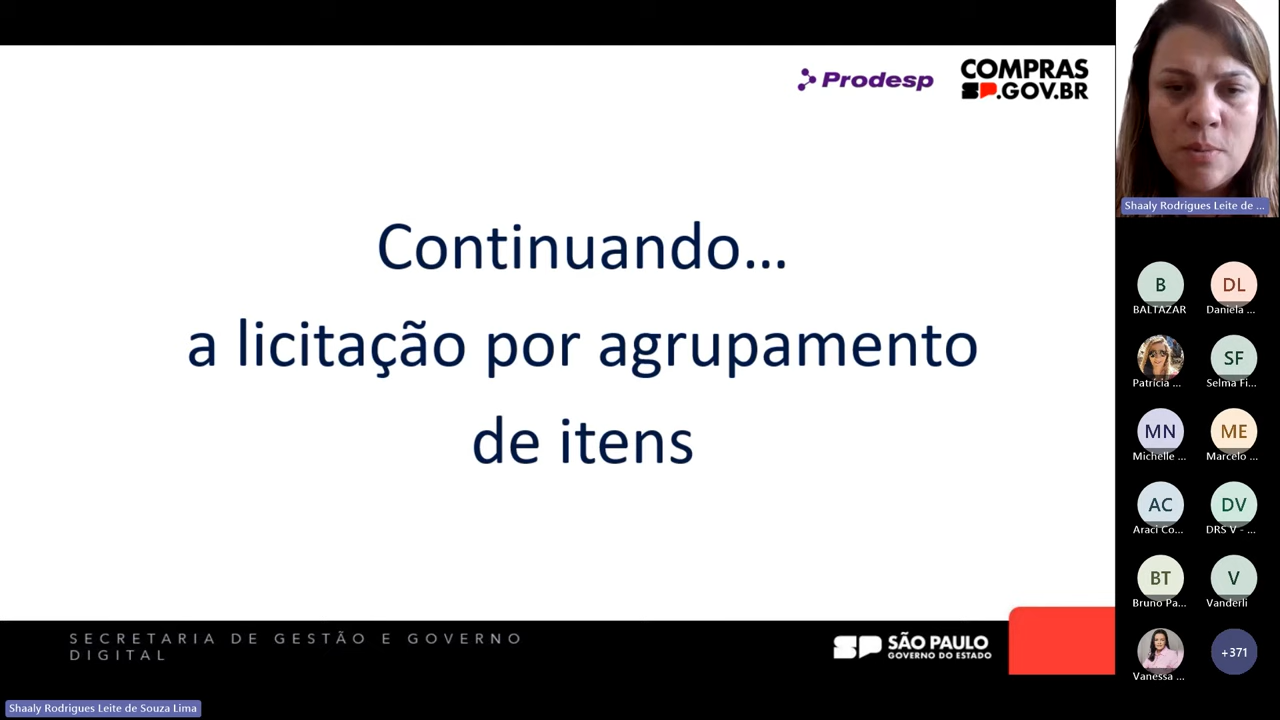 Prodesp
COMPRAS
SP.GOV.BR
Continuando...
a licitação por agrupamento
de itens
SECRETARIA DE GESTÃO E GOVERNO
DIGITAL
SP
SÃO PAULO
GOVERNO DO ESTADO
Shaaly Rodrigues Leite de ...
B
DL
BALTAZAR
Daniela ...
SF
Patrícia ...
Selma Fi...
MN
ME
Michelle ...
Marcelo ...
AC
DV
Araci Co...
DRS V - ...
BT
V
Bruno Pa...
Vanderli
+371
Vanessa ...
Shaaly Rodrigues Leite de Souza Lima